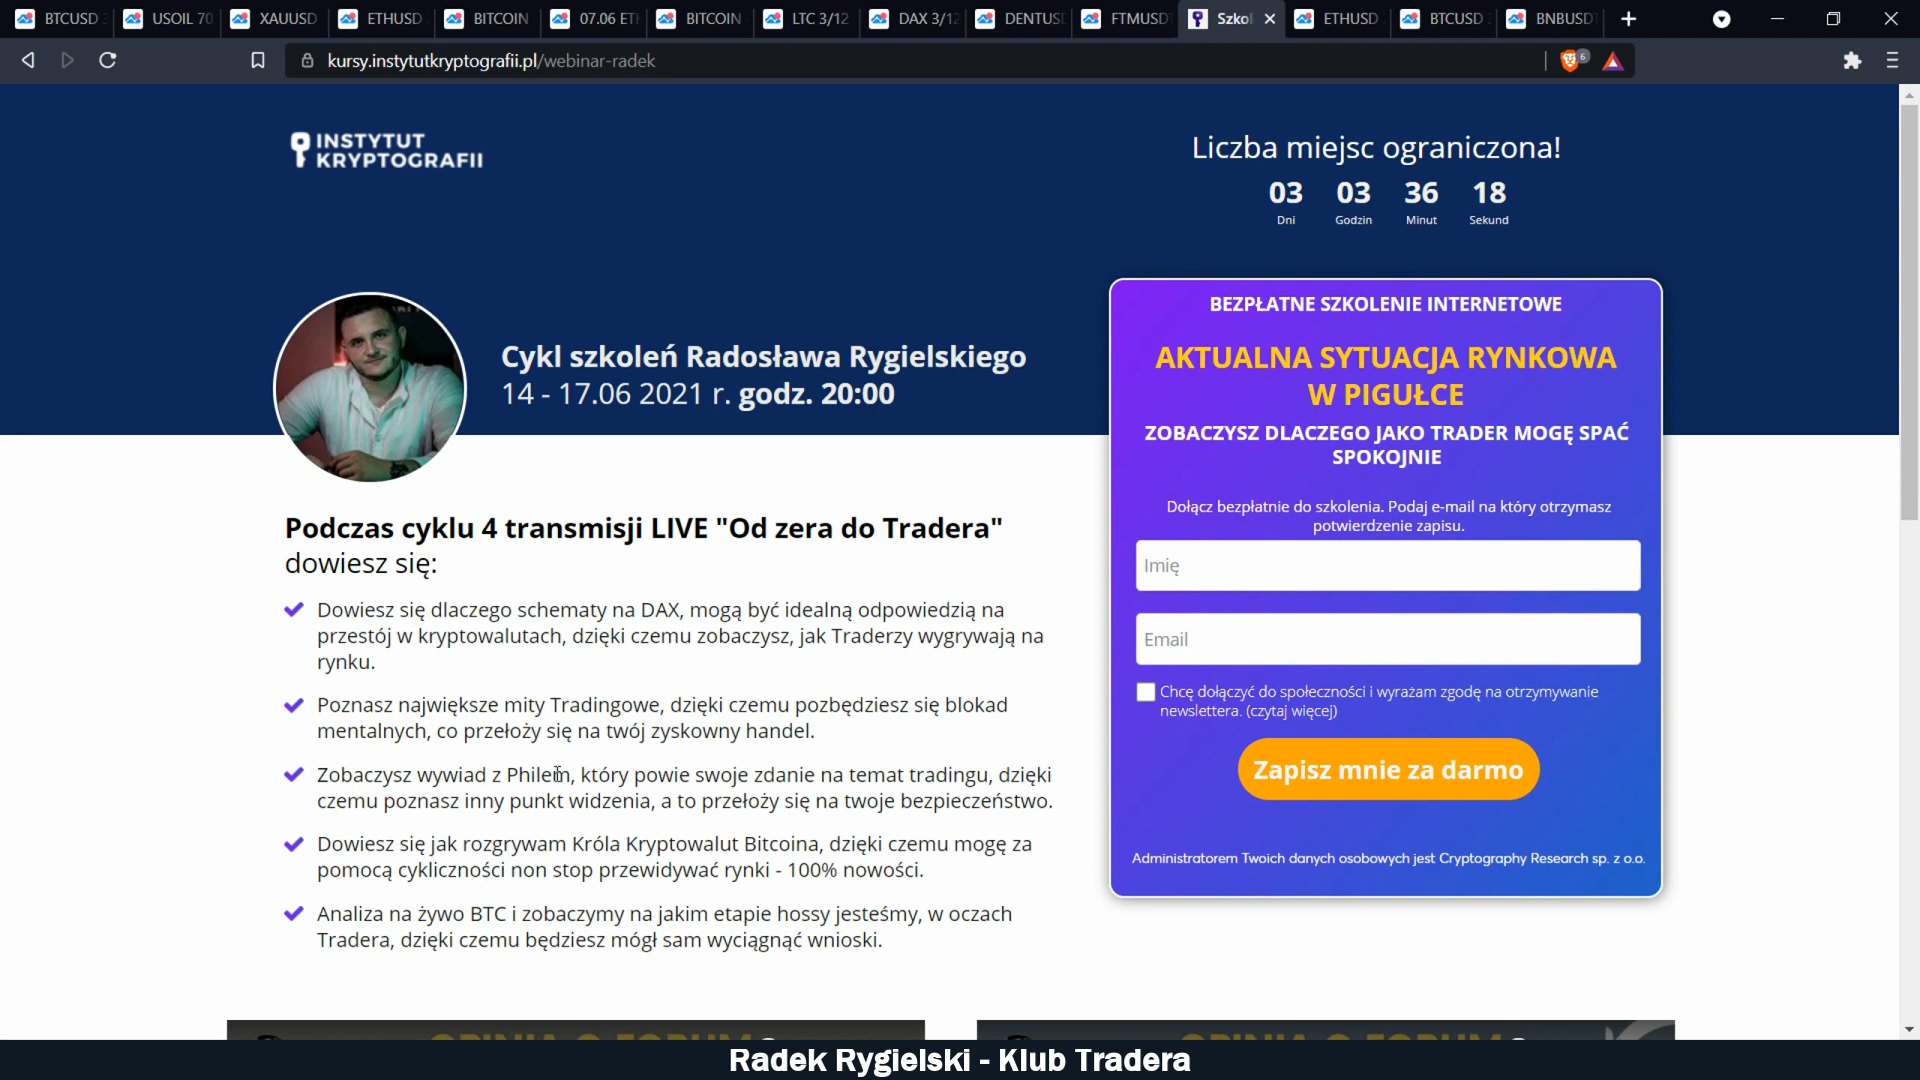 BTCUSD
USOIL 70
XAUUSD
ETHUSD
BITCOIN
07.06 ET
BITCOIN
LTC 3/12
DAX 3/12
DENTUS
FTMUSD
Szkol
ETHUSD
BTCUSD
BNBUSD
kursy.instytutkryptografii.pl/webinar-radek
6
INSTYTUT
KRYPTOGRAFII
Liczba miejsc ograniczona!
03 03 36 18
Dni Godzin Minut Sekund
Cykl szkoleń Radosława Rygielskiego
14 - 17.06 2021 r. godz. 20:00
Podczas cyklu 4 transmisji LIVE "Od zera do Tradera"
dowiesz się:
Dowiesz się dlaczego schematy na DAX, mogą być idealną odpowiedzią na
przestój w kryptowalutach, dzięki czemu zobaczysz, jak Traderzy wygrywają na
rynku.
Poznasz największe mity Tradingowe, dzięki czemu pozbędziesz się blokad
mentalnych, co przełoży się na twój zyskowny handel.
Zobaczysz wywiad z Philem, który powie swoje zdanie na temat tradingu, dzięki
czemu poznasz inny punkt widzenia, a to przełoży się na twoje bezpieczeństwo.
Dowiesz się jak rozgrywam Króla Kryptowalut Bitcoina, dzięki czemu mogę za
pomocą cykliczności non stop przewidywać rynki - 100% nowości.
Analiza na żywo BTC i zobaczymy na jakim etapie hossy jesteśmy, w oczach
Tradera, dzięki czemu będziesz mógł sam wyciągnąć wnioski.
BEZPŁATNE SZKOLENIE INTERNETOWE
AKTUALNA SYTUACJA RYNKOWA
W PIGUŁCE
ZOBACZYSZ DLACZEGO JAKO TRADER MOGĘ SPAĆ
SPOKOJNIE
Dołącz bezpłatnie do szkolenia. Podaj e-mail na który otrzymasz
potwierdzenie zapisu.
Imię
Email
Chcę dołączyć do społeczności i wyrażam zgodę na otrzymywanie
newslettera. (czytaj więcej)
Zapisz mnie za darmo
Administratorem Twoich danych osobowych jest Cryptography Research sp. z o.o.
OPINIA O FORUM
OPINIA O FORUM
Radek Rygielski - Klub Tradera